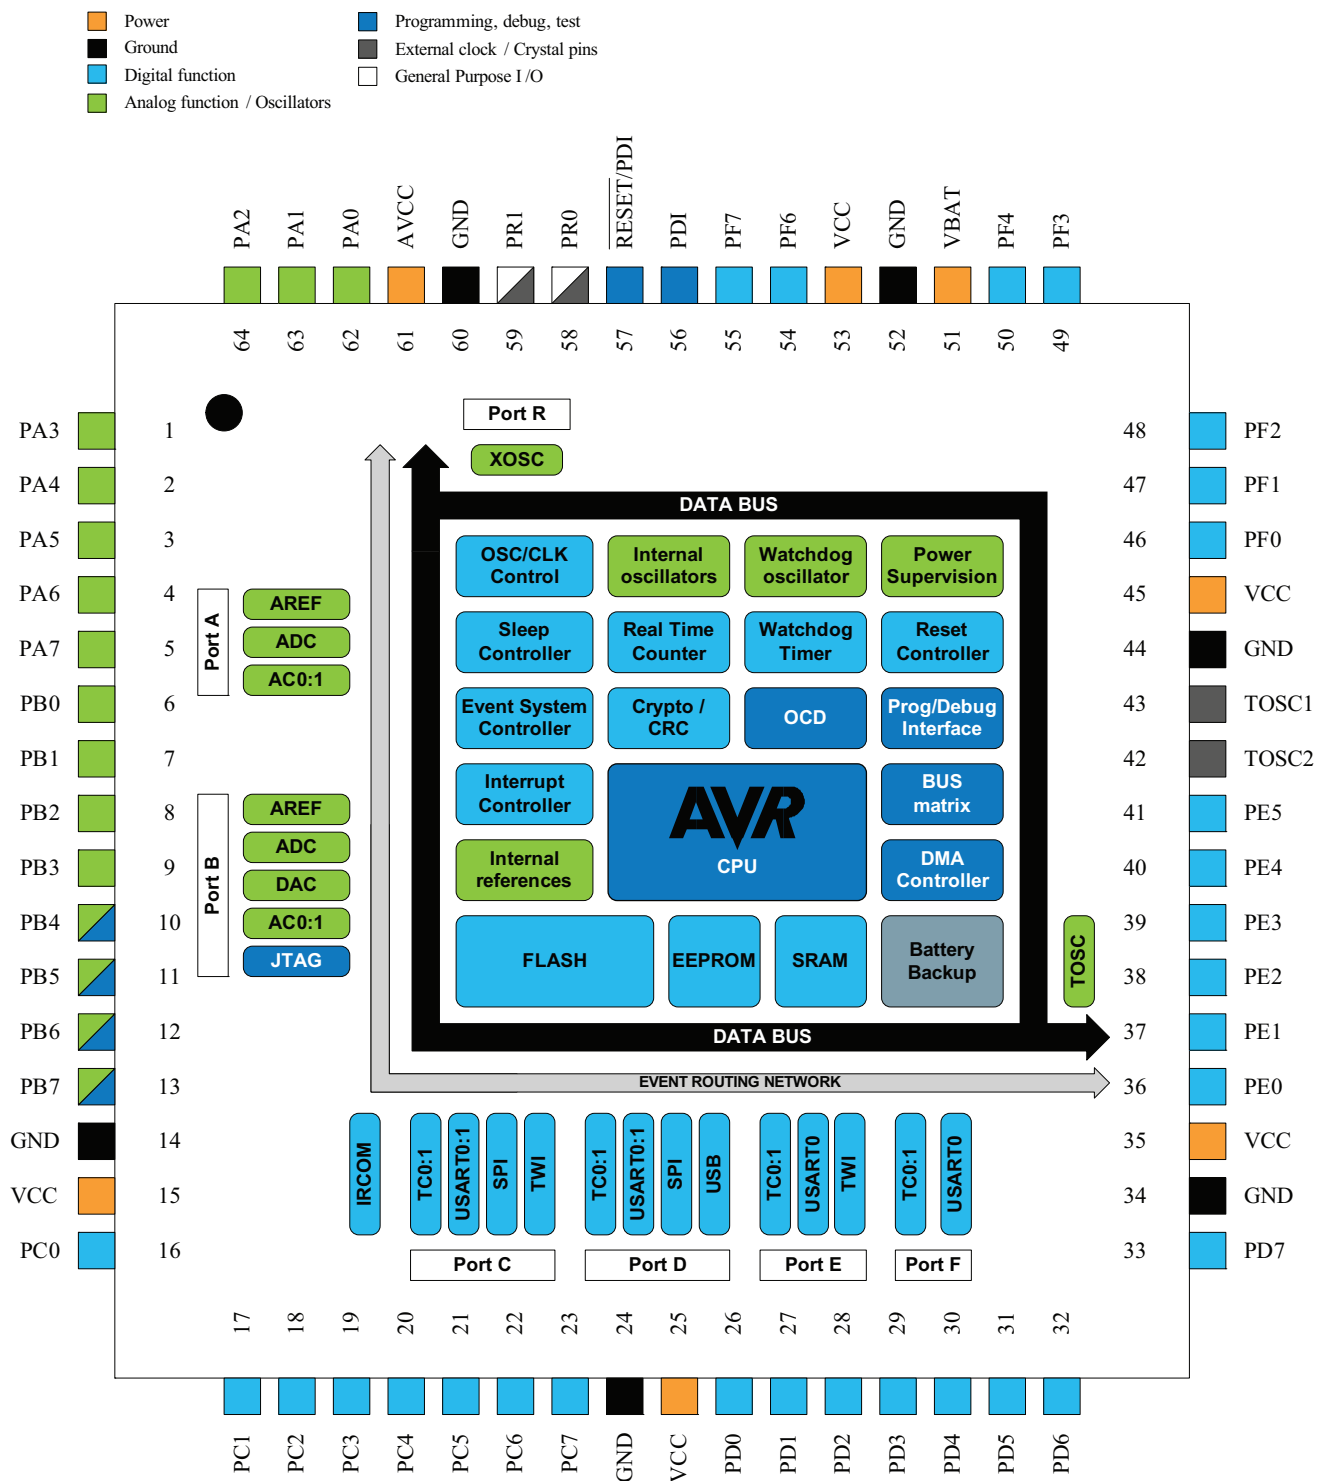 Power
Ground
Digital function
Analog function / Oscillators
Programming, debug, test
External clock / Crystal pins
General Purpose I /O
PA2
PA1
PA0
AVCC
GND
PR1
PR0
RESET/PDI
PDI
PF7
PF6
VCC
GND
VBAT
PF4
PF3
64
63
62
61
60
59
58
57
56
55
54
53
52
51
50
49
PA3 1
PA4 2
PA5 3
PA6 4
PA7 5
PB0 6
PB1 7
PB2 8
PB3 9
PB4 10
PB5 11
PB6 12
PB7 13
GND 14
VCC 15
PC0 16
Port R
XOSC
DATA BUS
Port A
AREF
ADC
AC0:1
Port B
AREF
ADC
DAC
AC0:1
JTAG
OSC/CLK
Control
Internal
oscillators
Watchdog
oscillator
Power
Supervision
Sleep
Controller
Real Time
Counter
Watchdog
Timer
Reset
Controller
Event System
Controller
Crypto /
CRC
OCD
Prog/Debug
Interface
Interrupt
Controller
AVR
CPU
BUS
matrix
Internal
references
DMA
Controller
FLASH
EEPROM
SRAM
Battery
Backup
TOSC
DATA BUS
EVENT ROUTING NETWORK
IRCOM
TC0:1
USART0:1
SPI
TWI
Port C
TC0:1
USART0:1
SPI
USB
Port D
TC0:1
USART0
TWI
Port E
TC0:1
USART0
Port F
48 PF2
47 PF1
46 PF0
45 VCC
44 GND
43 TOSC1
42 TOSC2
41 PE5
40 PE4
39 PE3
38 PE2
37 PE1
36 PE0
35 VCC
34 GND
33 PD7
17
18
19
20
21
22
23
24
25
26
27
28
29
30
31
32
PC1
PC2
PC3
PC4
PC5
PC6
PC7
GND
VCC
PD0
PD1
PD2
PD3
PD4
PD5
PD6